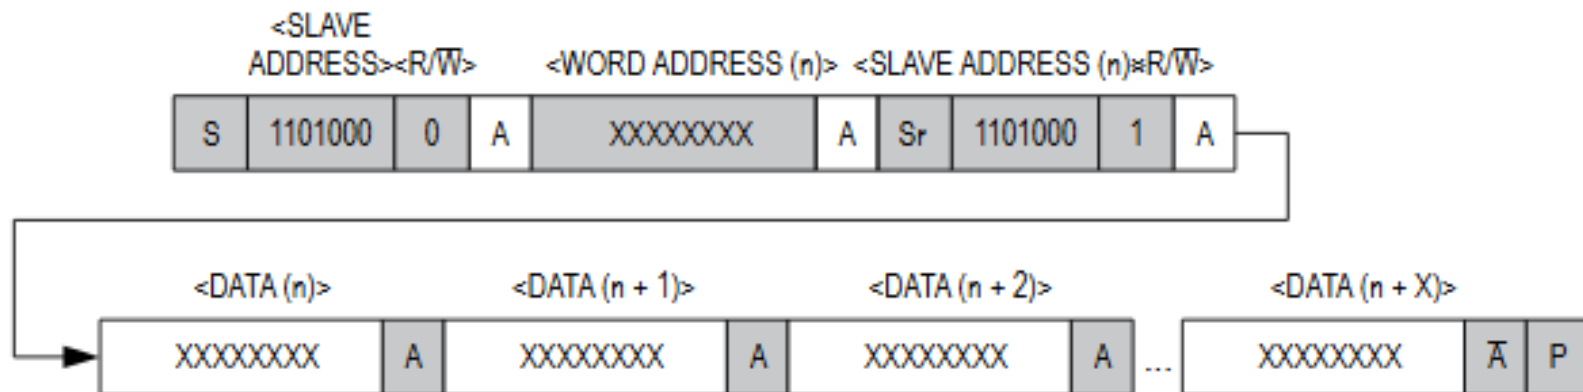 <SLAVE
ADDRESS><R/W̅> <WORD ADDRESS (n)> <SLAVE ADDRESS (n)><R/W̅>
S 1101000 0 A XXXXXXXX A Sr 1101000 1 A
<DATA (n)> <DATA (n + 1)> <DATA (n + 2)> <DATA (n + X)>
XXXXXXXX A XXXXXXXX A XXXXXXXX A ... XXXXXXXX A̅ P